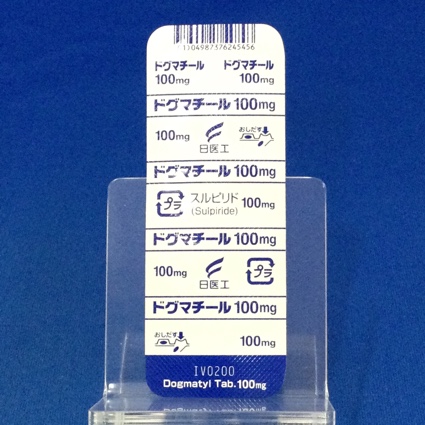 (1)04987376245456
ドグマチール ドグマチール
100mg 100mg
ドグマチール 100mg
100mg 日医工 おしだす
ドグマチール 100mg
プラ スルピリド 100mg
(Sulpiride)
ドグマチール 100mg
100mg 日医工 プラ
ドグマチール 100mg
おしだす 100mg
IV0200
Dogmatyl Tab.100mg